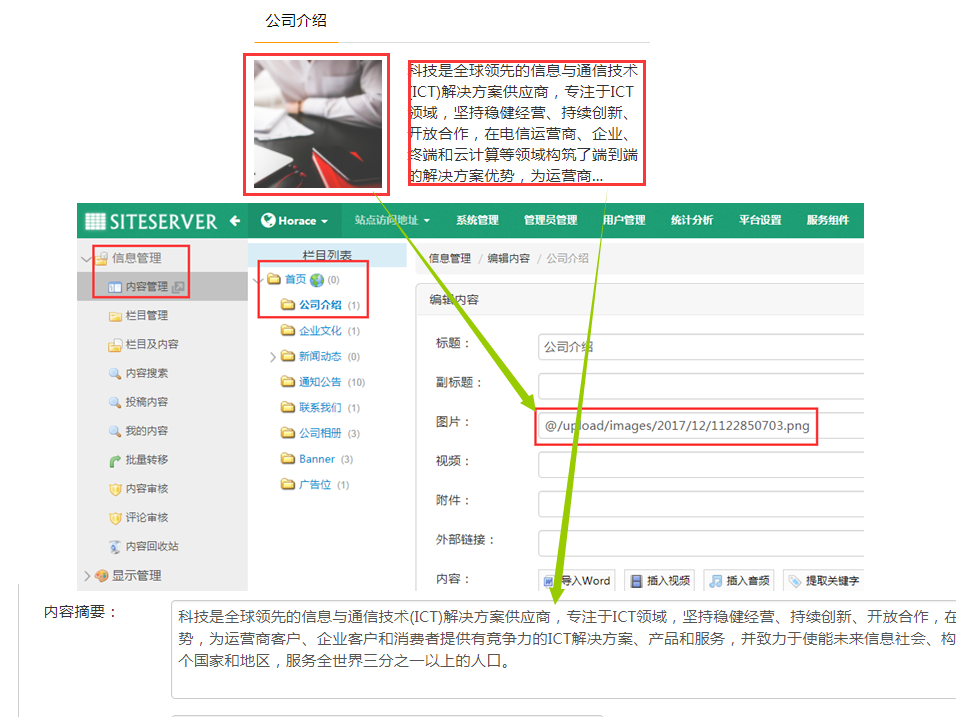 公司介绍
科技是全球领先的信息与通信技术
(ICT)解决方案供应商，专注于ICT
领域，坚持稳健经营、持续创新、
开放合作，在电信运营商、企业、
终端和云计算等领域构筑了端到端
的解决方案优势，为运营商...
SITESERVER
Horace
站点访问地址
系统管理
管理员管理
用户管理
统计分析
平台设置
服务组件
信息管理
内容管理
栏目管理
栏目及内容
内容搜索
投稿内容
我的内容
批量转移
内容审核
评论审核
内容回收站
显示管理
栏目列表
首页 (0)
公司介绍 (1)
企业文化 (1)
新闻动态 (0)
通知公告 (10)
联系我们 (1)
公司相册 (3)
Banner (3)
广告位 (1)
信息管理 / 编辑内容 / 公司介绍
编辑内容
标题： 公司介绍
副标题：
图片： @/upload/images/2017/12/1122850703.png
视频：
附件：
外部链接：
内容： 导入Word 插入视频 插入音频 提取关键字
内容摘要：
科技是全球领先的信息与通信技术(ICT)解决方案供应商，专注于ICT领域，坚持稳健经营、持续创新、开放合作，在
势，为运营商客户、企业客户和消费者提供有竞争力的ICT解决方案、产品和服务，并致力于使能未来信息社会、构
个国家和地区，服务全世界三分之一以上的人口。